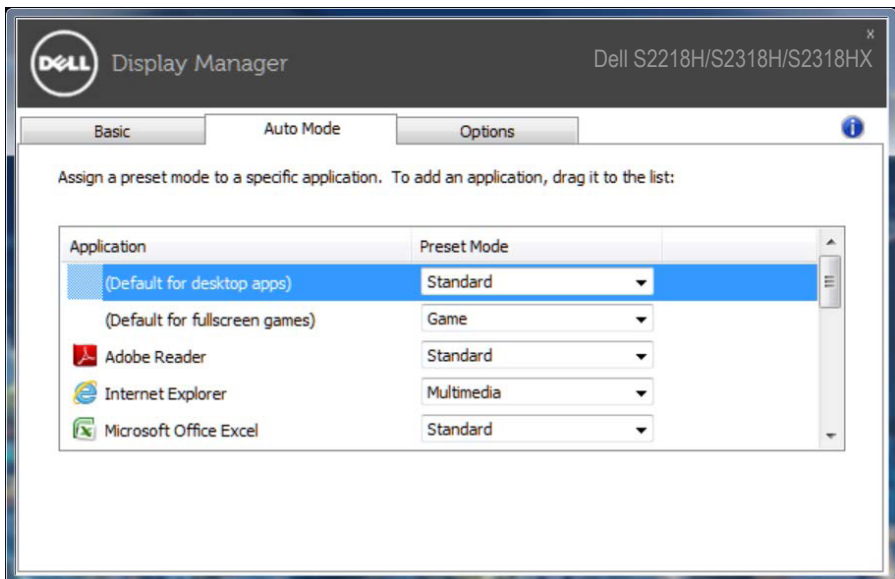 x
DELL Display Manager Dell S2218H/S2318H/S2318HX
Basic Auto Mode Options i
Assign a preset mode to a specific application. To add an application, drag it to the list:
Application Preset Mode
(Default for desktop apps) Standard
(Default for fullscreen games) Game
Adobe Reader Standard
Internet Explorer Multimedia
Microsoft Office Excel Standard